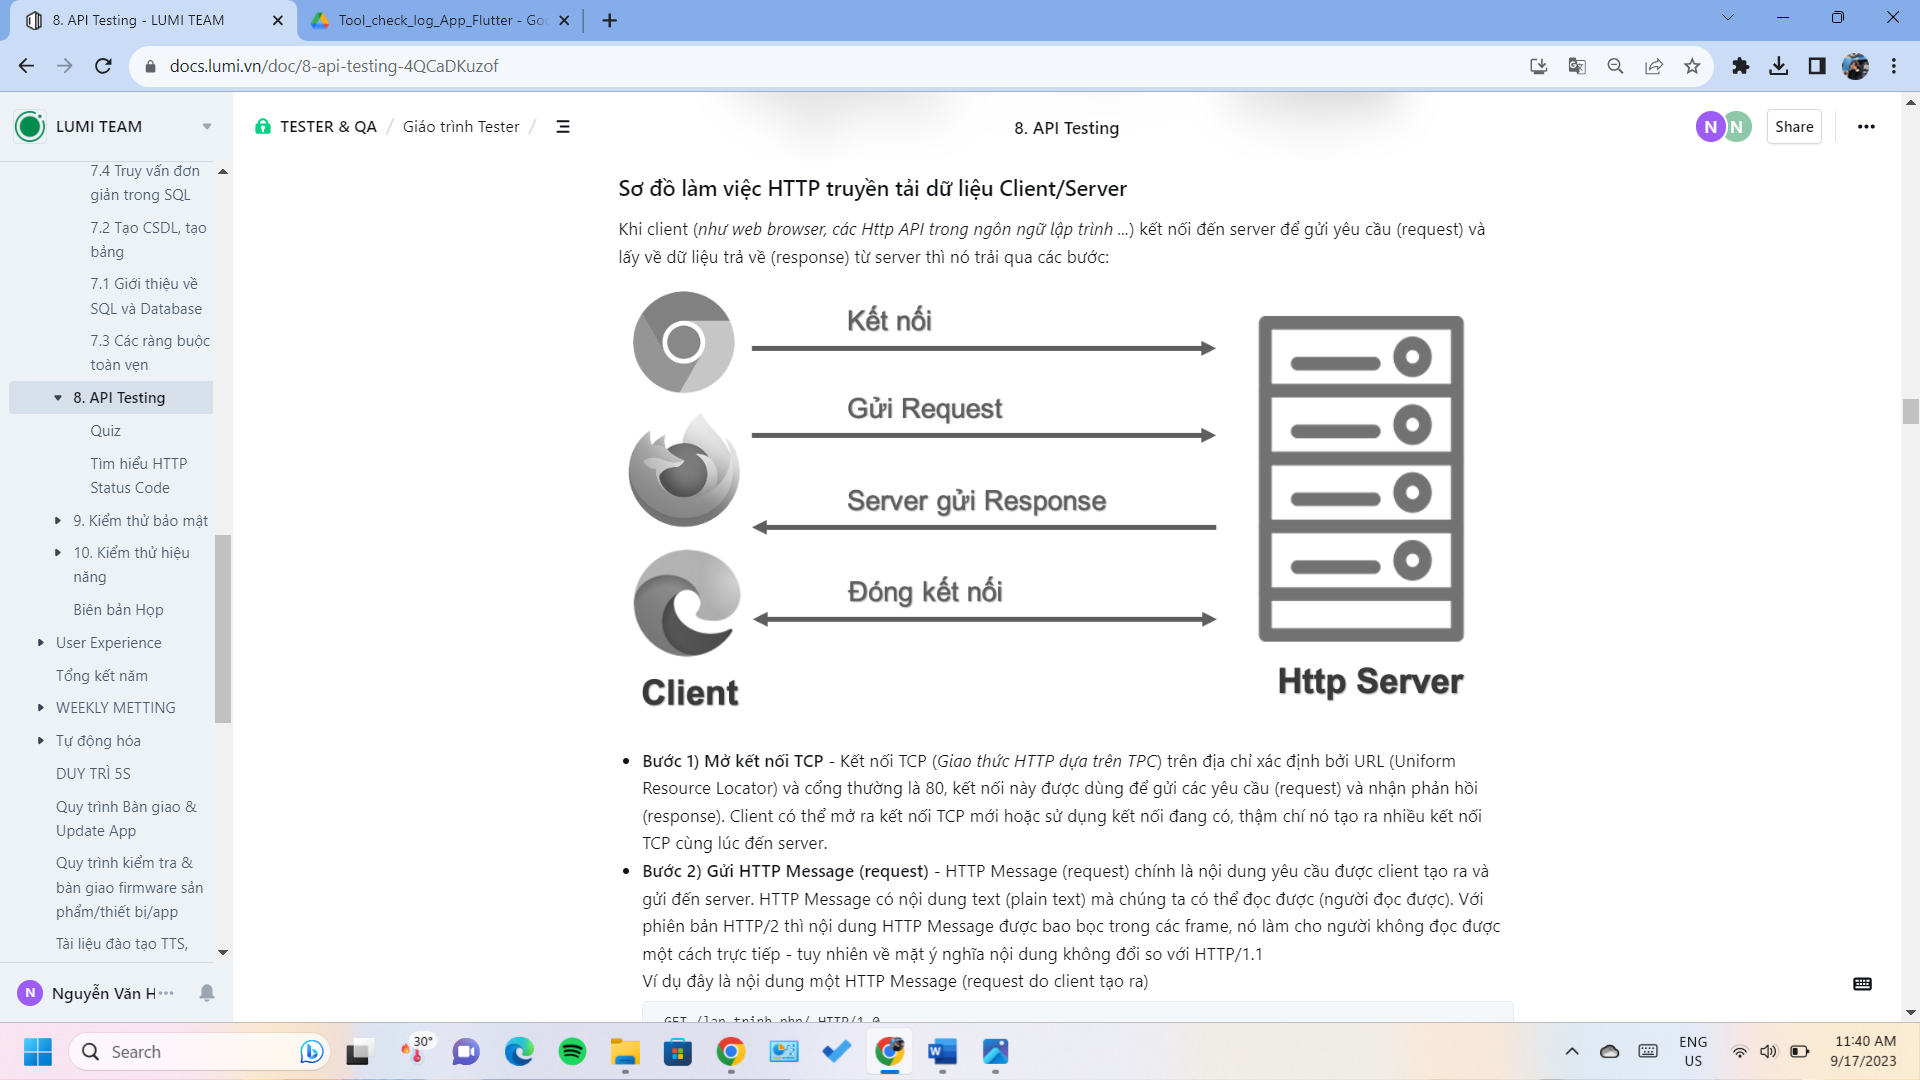 8. API Testing - LUMI TEAM
Tool_check_log_App_Flutter - Goo
docs.lumi.vn/doc/8-api-testing-4QCaDKuzof
LUMI TEAM
TESTER & QA / Giáo trình Tester /
8. API Testing
N
N
Share
7.4 Truy vấn đơn
giản trong SQL
7.2 Tạo CSDL, tạo
bảng
7.1 Giới thiệu về
SQL và Database
7.3 Các ràng buộc
toàn vẹn
8. API Testing
Quiz
Tìm hiểu HTTP
Status Code
9. Kiểm thử bảo mật
10. Kiểm thử hiệu
năng
Biên bản Họp
User Experience
Tổng kết năm
WEEKLY METTING
Tự động hóa
DUY TRÌ 5S
Quy trình Bàn giao &
Update App
Quy trình kiểm tra &
bàn giao firmware sản
phẩm/thiết bị/app
Tài liệu đào tạo TTS,
N
Nguyễn Văn H
Sơ đồ làm việc HTTP truyền tải dữ liệu Client/Server
Khi client (như web browser, các Http API trong ngôn ngữ lập trình ...) kết nối đến server để gửi yêu cầu (request) và
lấy về dữ liệu trả về (response) từ server thì nó trải qua các bước:
Kết nối
Gửi Request
Server gửi Response
Đóng kết nối
Client
Http Server
Bước 1) Mở kết nối TCP - Kết nối TCP (Giao thức HTTP dựa trên TPC) trên địa chỉ xác định bởi URL (Uniform
Resource Locator) và cổng thường là 80, kết nối này được dùng để gửi các yêu cầu (request) và nhận phản hồi
(response). Client có thể mở ra kết nối TCP mới hoặc sử dụng kết nối đang có, thậm chí nó tạo ra nhiều kết nối
TCP cùng lúc đến server.
Bước 2) Gửi HTTP Message (request) - HTTP Message (request) chính là nội dung yêu cầu được client tạo ra và
gửi đến server. HTTP Message có nội dung text (plain text) mà chúng ta có thể đọc được (người đọc được). Với
phiên bản HTTP/2 thì nội dung HTTP Message được bao bọc trong các frame, nó làm cho người không đọc được
một cách trực tiếp - tuy nhiên về mặt ý nghĩa nội dung không đổi so với HTTP/1.1
Ví dụ đây là nội dung một HTTP Message (request do client tạo ra)
GET /lap-trinh-php/ HTTP/1.0
Search
30°
ENG
US
11:40 AM
9/17/2023